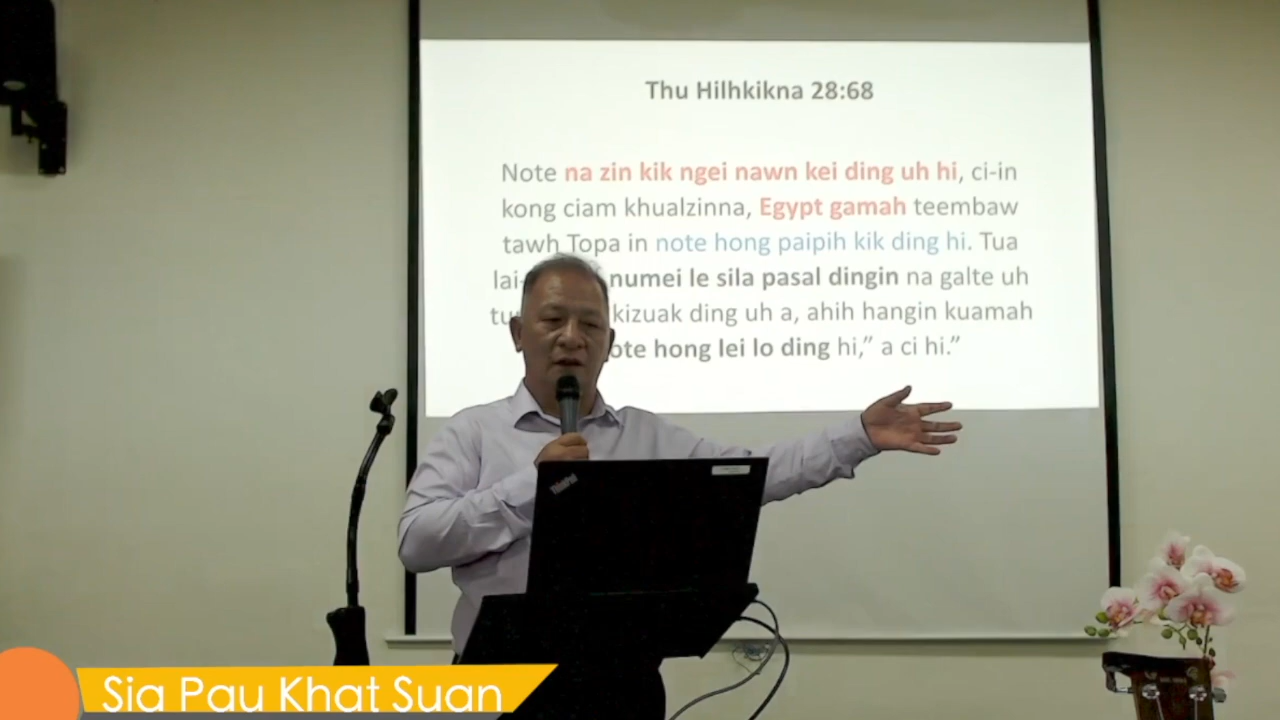 Thu Hilhkikna 28:68
Note na zin kik ngei nawn kei ding uh hi, ci-in
kong ciam khualzinna, Egypt gamah teembaw
tawh Topa in note hong paipih kik ding hi. Tua
numei le sila pasal dingin na galte uh
kizuak ding uh a, ahih hangin kuamah
hong lei lo ding hi,” a ci hi.”
ThinkPad
Sia Pau Khat Suan